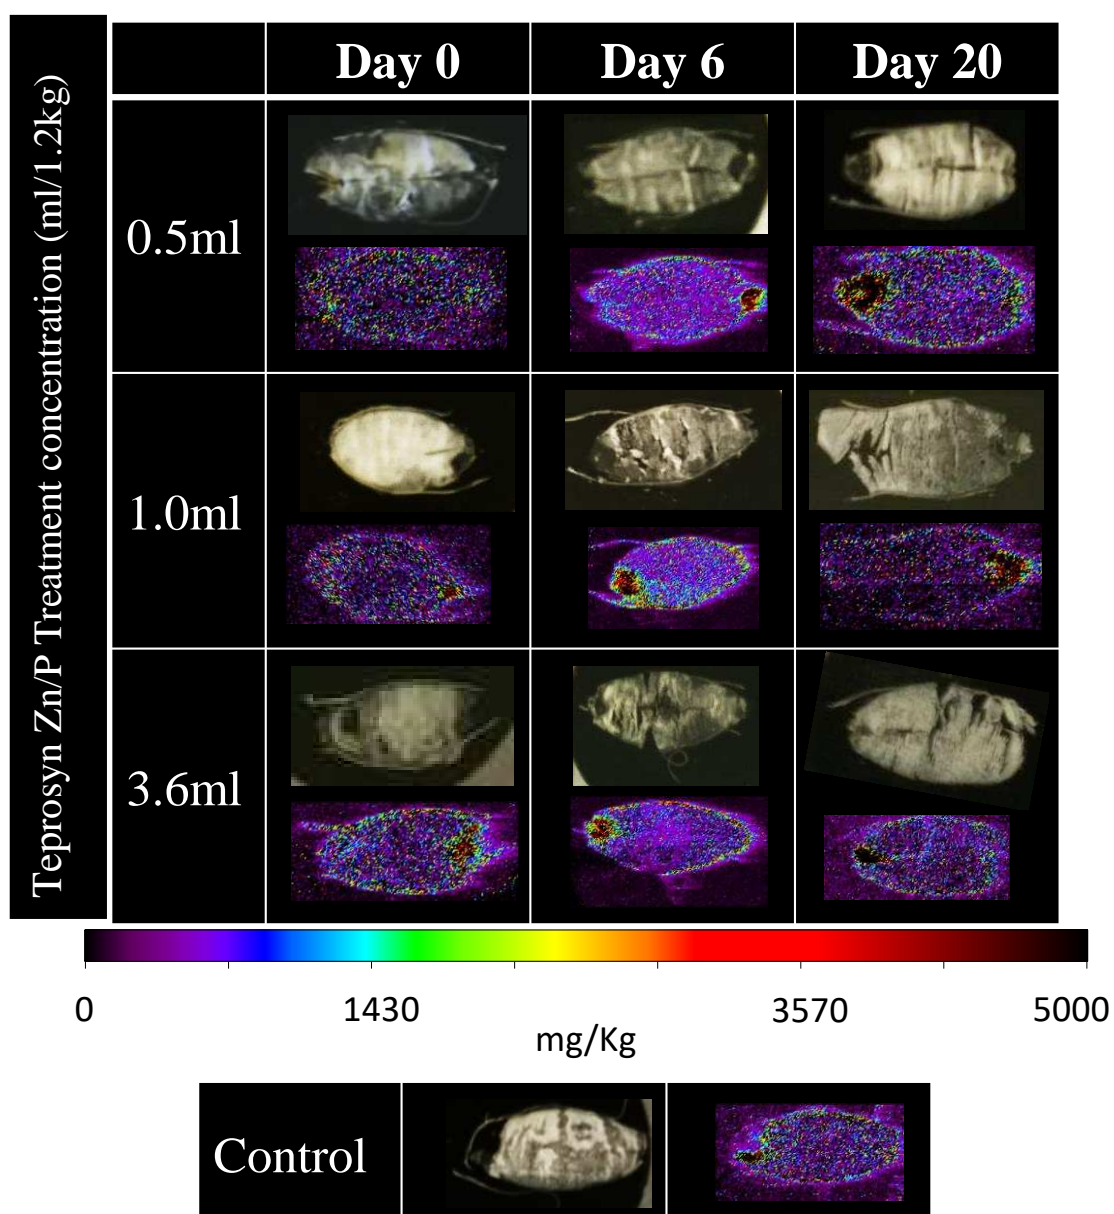 Teprosyn Zn/P Treatment concentration (ml/1.2kg)
Day 0
Day 6
Day 20
0.5ml
1.0ml
3.6ml
0
1430
3570
5000
mg/Kg
Control